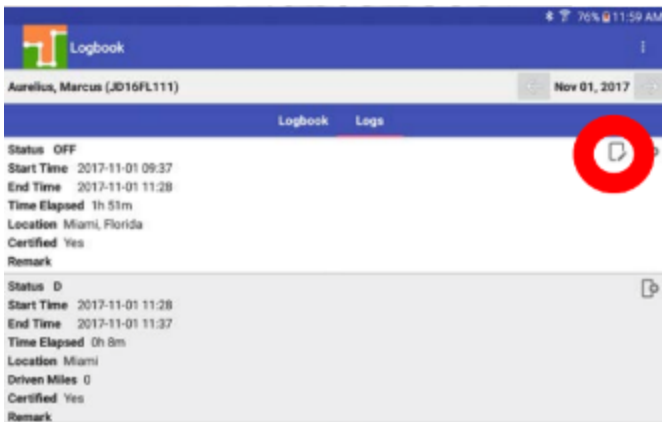 76% 11:59 AM
Logbook
Aurelius, Marcus (JD16FL111) Nov 01, 2017
Logbook Logs
Status OFF
Start Time 2017-11-01 09:37
End Time 2017-11-01 11:28
Time Elapsed 1h 51m
Location Miami, Florida
Certified Yes
Remark
Status D
Start Time 2017-11-01 11:28
End Time 2017-11-01 11:37
Time Elapsed 0h 8m
Location Miami
Driven Miles 0
Certified Yes
Remark